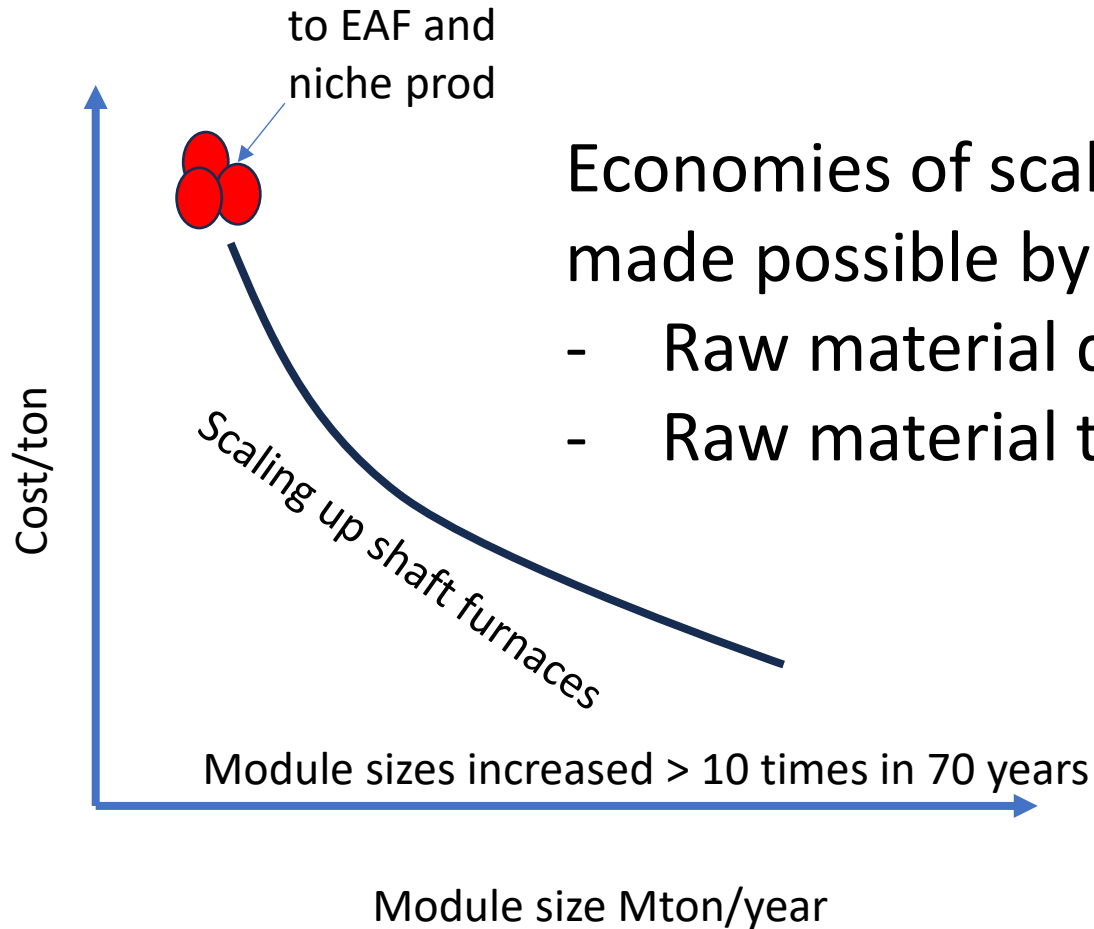 to EAF and
niche prod
Economies of scal
made possible by
- Raw material
- Raw material t
Cost/ton
Scaling up shaft furnaces
Module sizes increased > 10 times in 70 years
Module size Mton/year